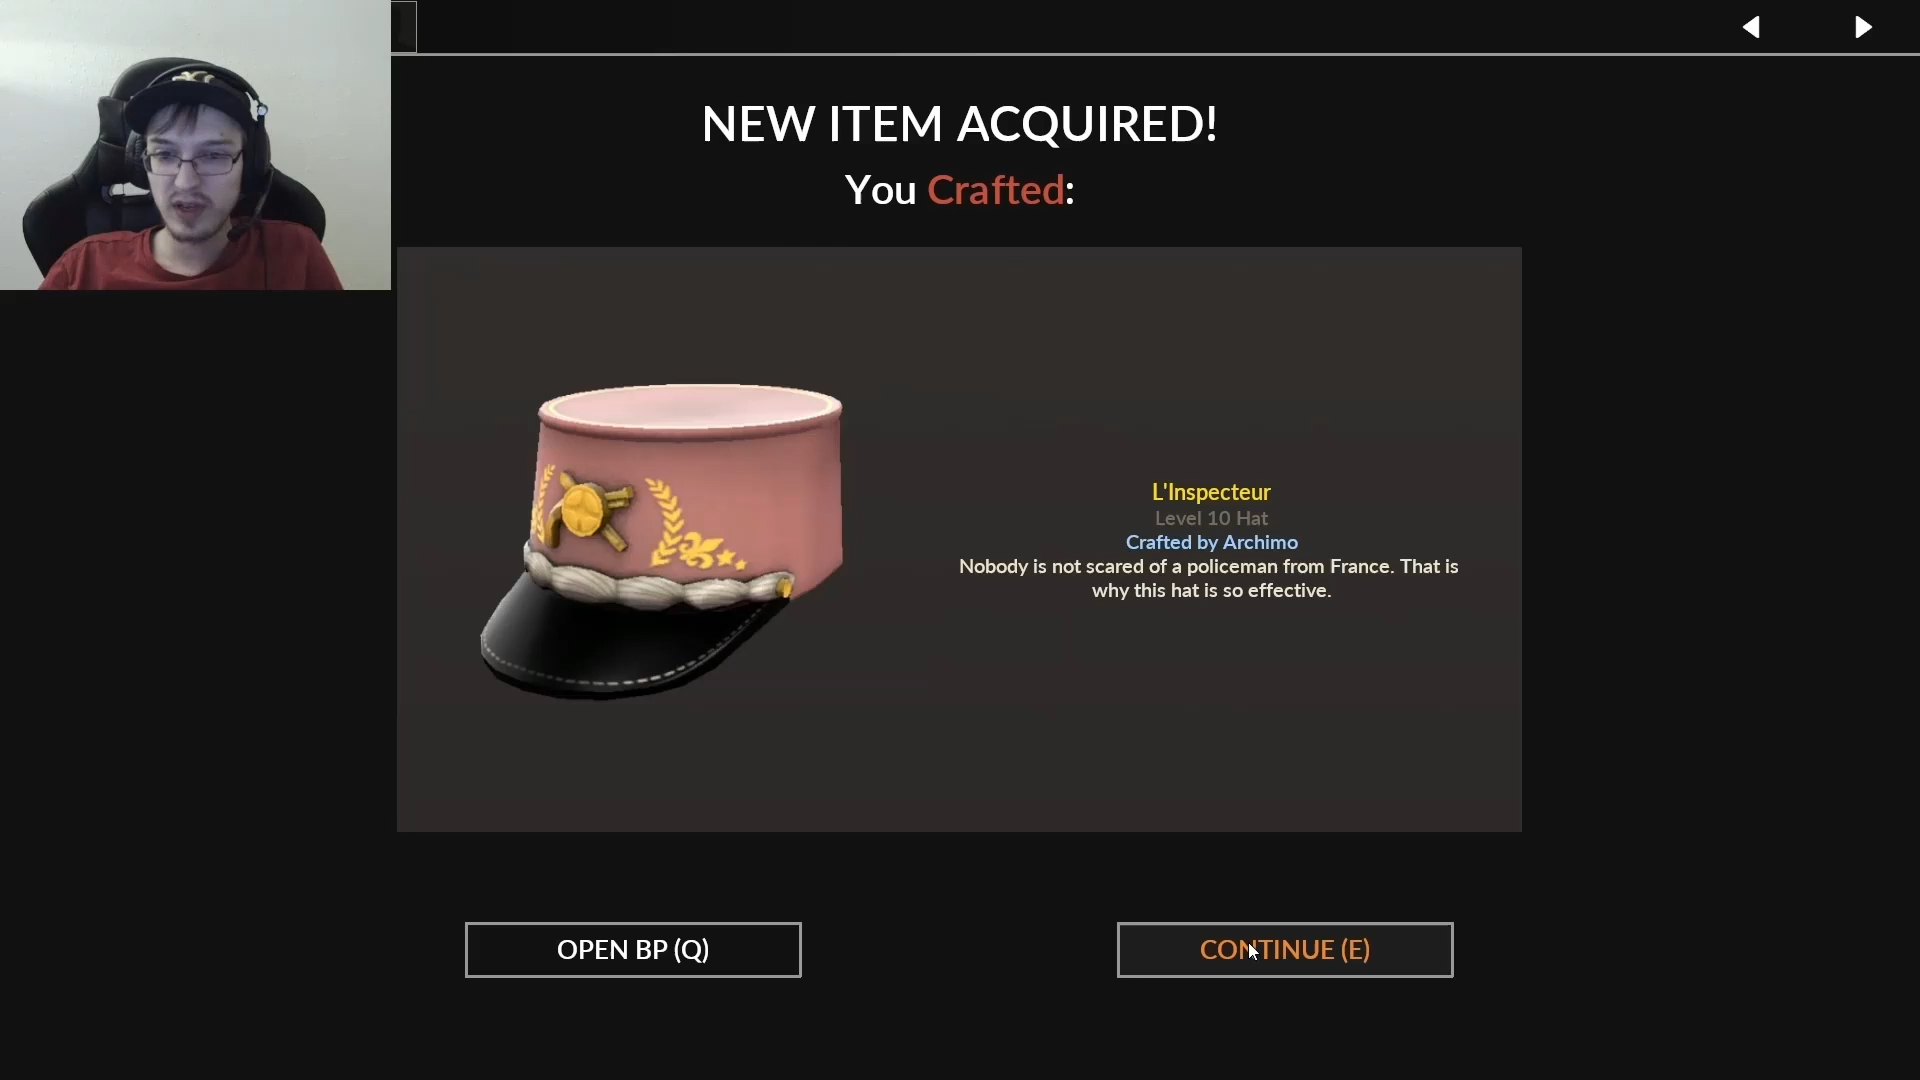 NEW ITEM ACQUIRED!
You Crafted:
L'Inspecteur
Level 10 Hat
Crafted by Archimo
Nobody is not scared of a policeman from France. That is
why this hat is so effective.
OPEN BP (Q)
CONTINUE (E)